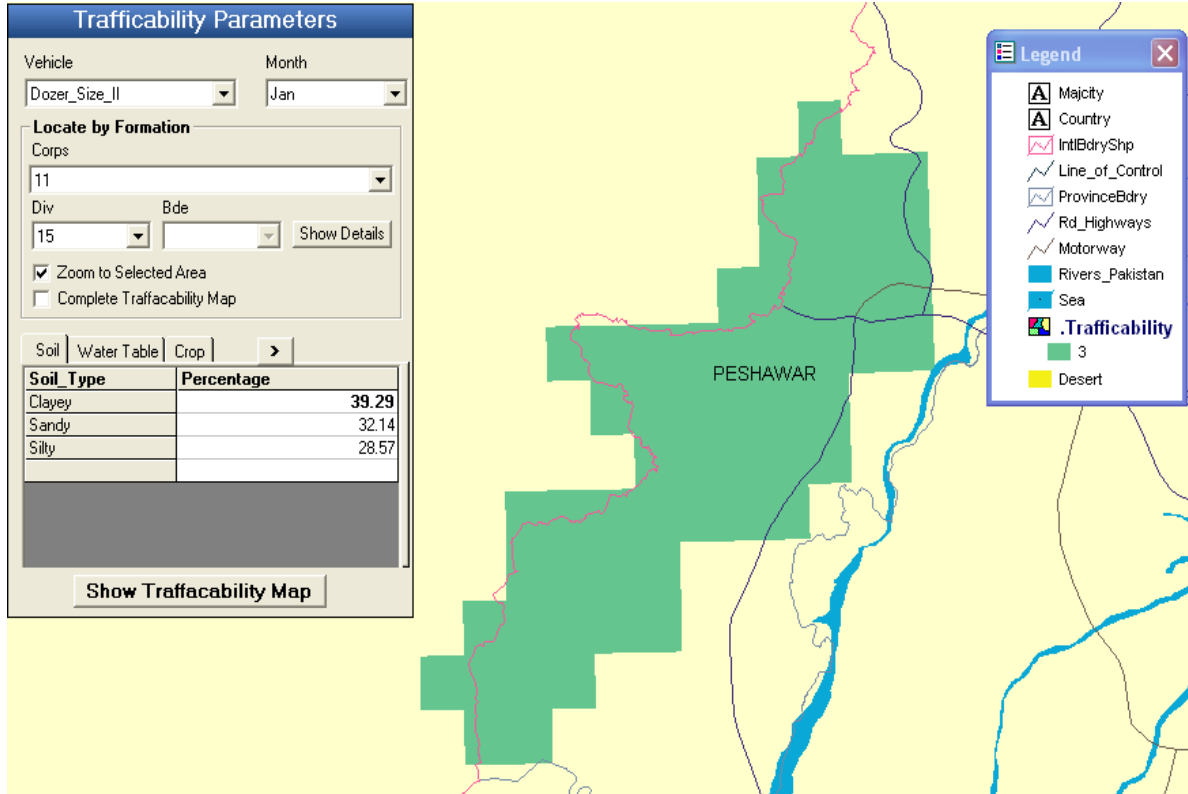 Trafficability Parameters
Vehicle Month
Dozer_Size_II Jan
Locate by Formation
Corps
11
Div Bde
15 Show Details
Zoom to Selected Area
Complete Traffacability Map
Soil Water Table Crop >
Soil_Type Percentage
Clayey 39.29
Sandy 32.14
Silty 28.57
Show Traffacability Map
PESHAWAR
Legend
A Majcity
A Country
IntlBdryShp
Line_of_Control
ProvinceBdry
Rd_Highways
Motorway
Rivers_Pakistan
Sea
.Trafficability
3
Desert